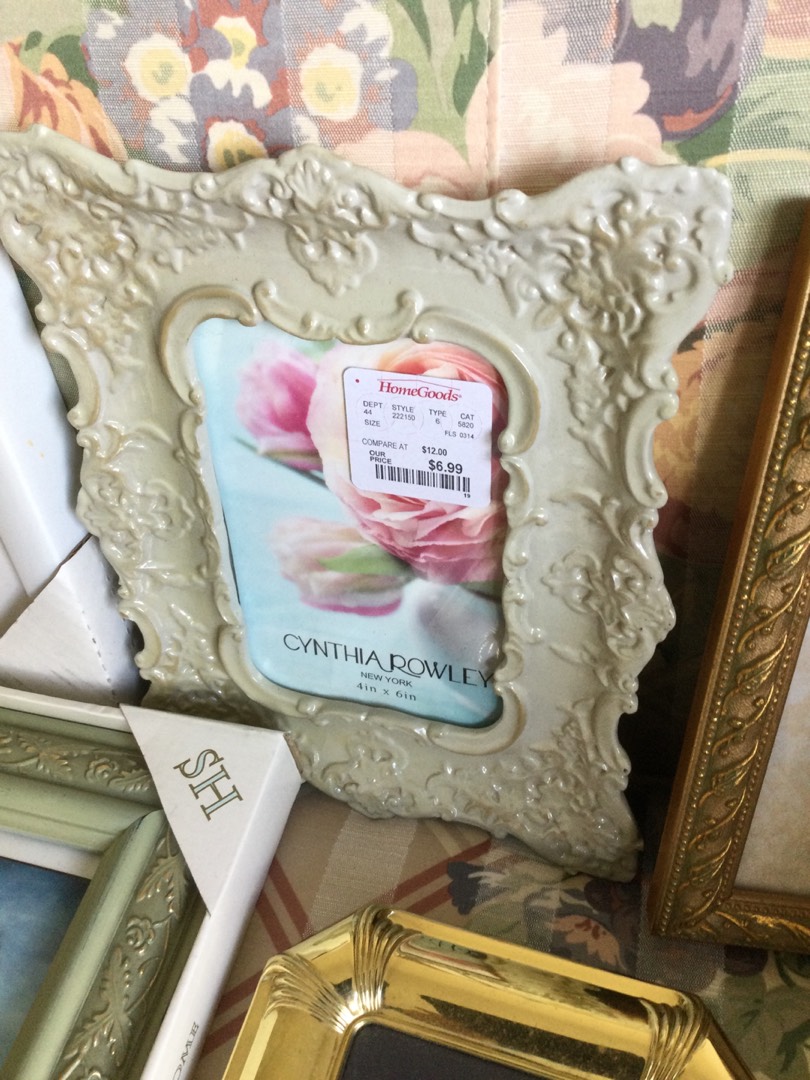 HomeGoods
DEPT STYLE TYPE CAT
44 222150 6 5820
SIZE FLS 0314
COMPARE AT $12.00
OUR PRICE $6.99
19
CYNTHIA ROWLEY
NEW YORK
4in x 6in
SH